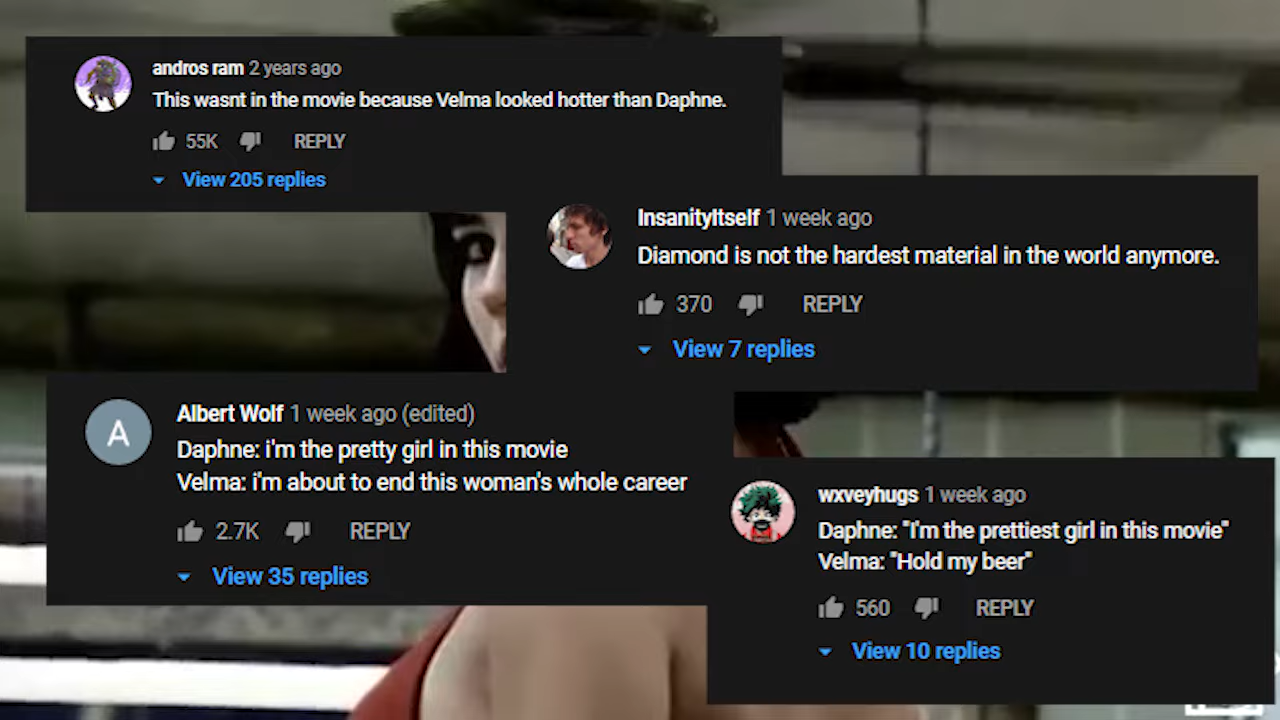 andros ram 2 years ago
This wasnt in the movie because Velma looked hotter than Daphne.
55K REPLY
View 205 replies
InsanityItself 1 week ago
Diamond is not the hardest material in the world anymore.
370 REPLY
View 7 replies
Albert Wolf 1 week ago (edited)
A
Daphne: i'm the pretty girl in this movie
Velma: i'm about to end this woman's whole career
2.7K REPLY
View 35 replies
wxveyhugs 1 week ago
Daphne: "I'm the prettiest girl in this movie"
Velma: "Hold my beer"
560 REPLY
View 10 replies